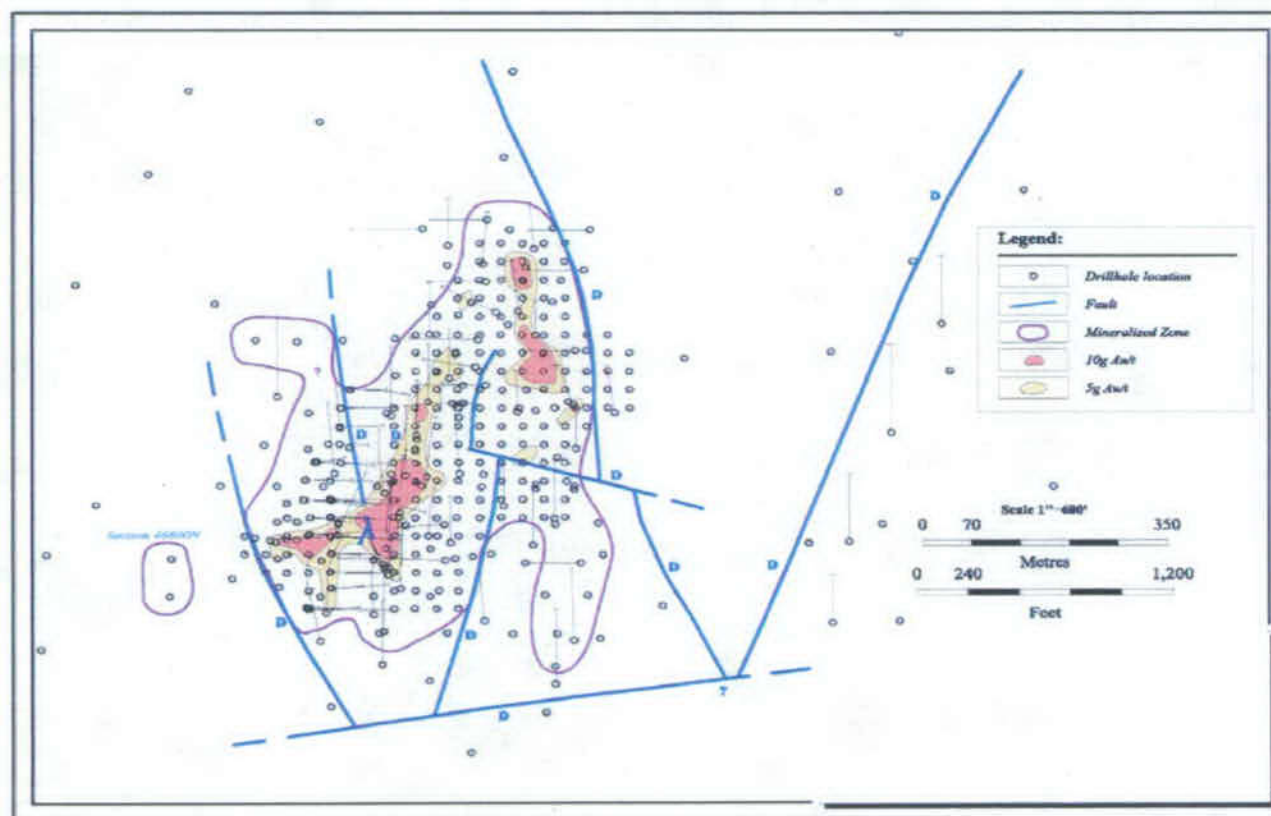 D
D
Legend:
Drillhole location
Fault
Mineralized Zone
10g Au/t
5g Au/t
D
?
D
D
D
Scale 1"=600'
0 70 350
Metres
0 240 1,200
Feet
D
D
D
D
?
D